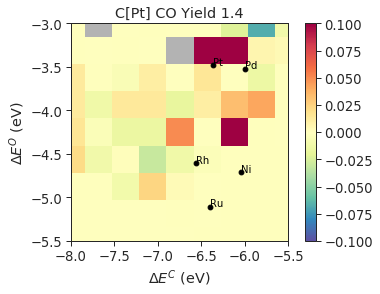 C[Pt] CO Yield 1.4
−3.0
−3.5
−4.0
−4.5
−5.0
−5.5
ΔE^O (eV)
Pt
Pd
Rh
Ni
Ru
−8.0 −7.5 −7.0 −6.5 −6.0 −5.5
ΔE^C (eV)
0.100
0.075
0.050
0.025
0.000
−0.025
−0.050
−0.075
−0.100